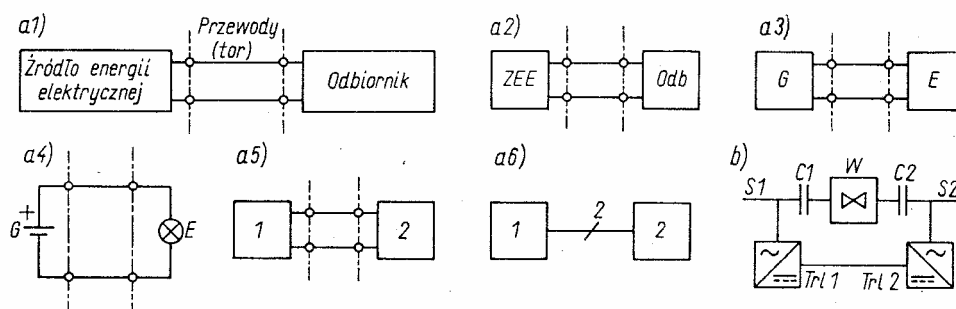 a1)
Przewody
(tor)
Źródło energii
elektrycznej
Odbiornik
a2)
ZEE
Odb
a3)
G
E
a4)
+
G
E
a5)
1
2
a6)
1
2
2
b)
S1
C1
W
C2
S2
Trl 1
Trl 2